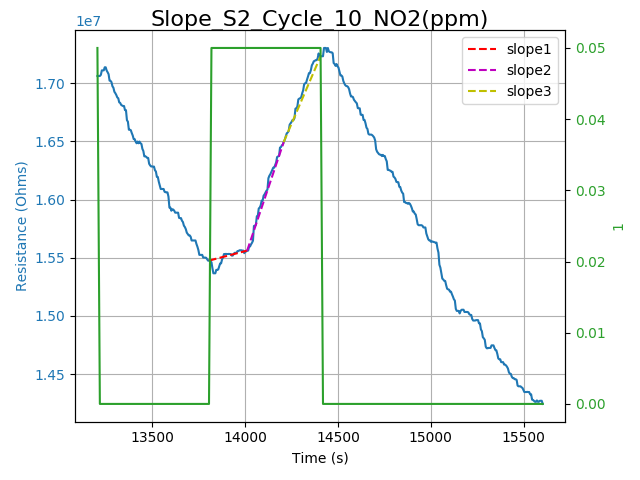 Slope_S2_Cycle_10_NO2(ppm)
1e7
slope1
slope2
slope3
1.70
1.65
1.60
1.55
1.50
1.45
Resistance (Ohms)
0.05
0.04
0.03
0.02
0.01
0.00
1
13500
14000
14500
15000
15500
Time (s)